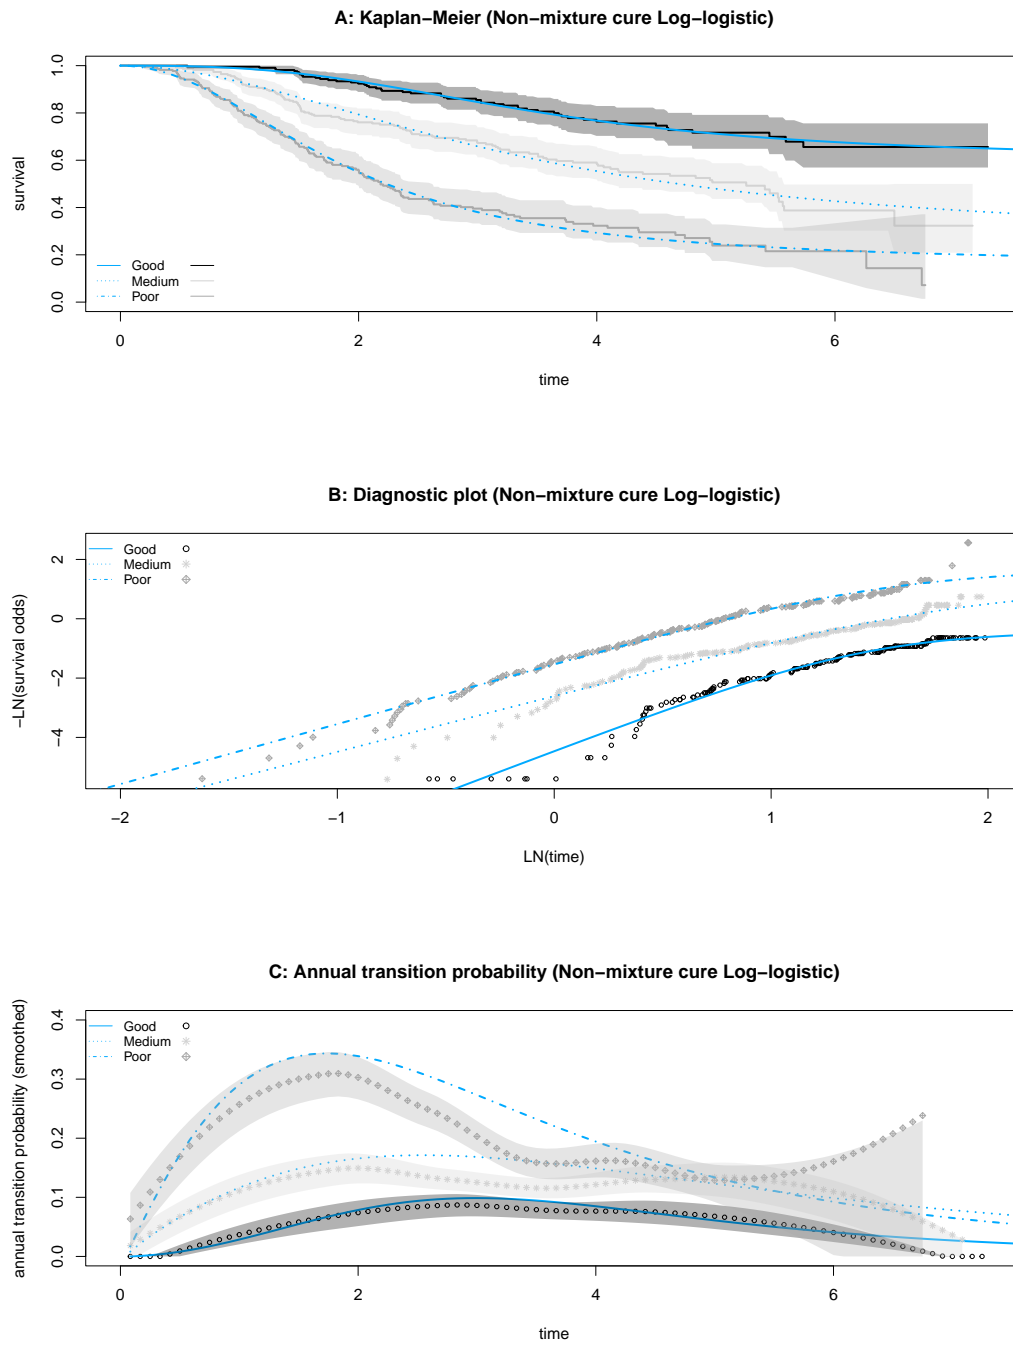 A: Kaplan−Meier (Non−mixture cure Log−logistic)
survival
1.0
0.8
0.6
0.4
0.2
0.0
Good
Medium
Poor
0 2 4 6
time
B: Diagnostic plot (Non−mixture cure Log−logistic)
−LN(survival odds)
2
0
−2
−4
Good
Medium
Poor
−2 −1 0 1 2
LN(time)
C: Annual transition probability (Non−mixture cure Log−logistic)
annual transition probability (smoothed)
0.4
0.3
0.2
0.1
0.0
Good
Medium
Poor
0 2 4 6
time